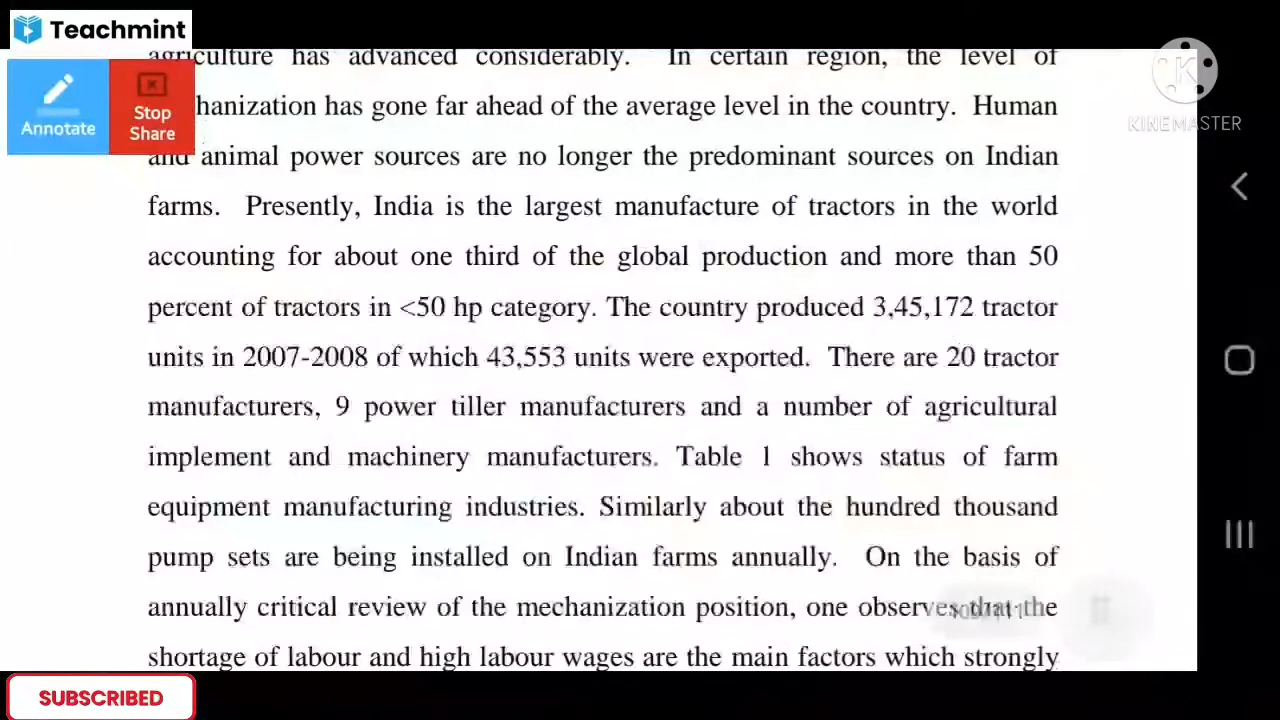 Teachmint
Annotate
Stop
Share
KINEMASTER
agriculture has advanced considerably. In certain region, the level of
hanization has gone far ahead of the average level in the country. Human
and animal power sources are no longer the predominant sources on Indian
farms. Presently, India is the largest manufacture of tractors in the world
accounting for about one third of the global production and more than 50
percent of tractors in <50 hp category. The country produced 3,45,172 tractor
units in 2007-2008 of which 43,553 units were exported. There are 20 tractor
manufacturers, 9 power tiller manufacturers and a number of agricultural
implement and machinery manufacturers. Table 1 shows status of farm
equipment manufacturing industries. Similarly about the hundred thousand
pump sets are being installed on Indian farms annually. On the basis of
annually critical review of the mechanization position, one observes that the
shortage of labour and high labour wages are the main factors which strongly
SUBSCRIBED